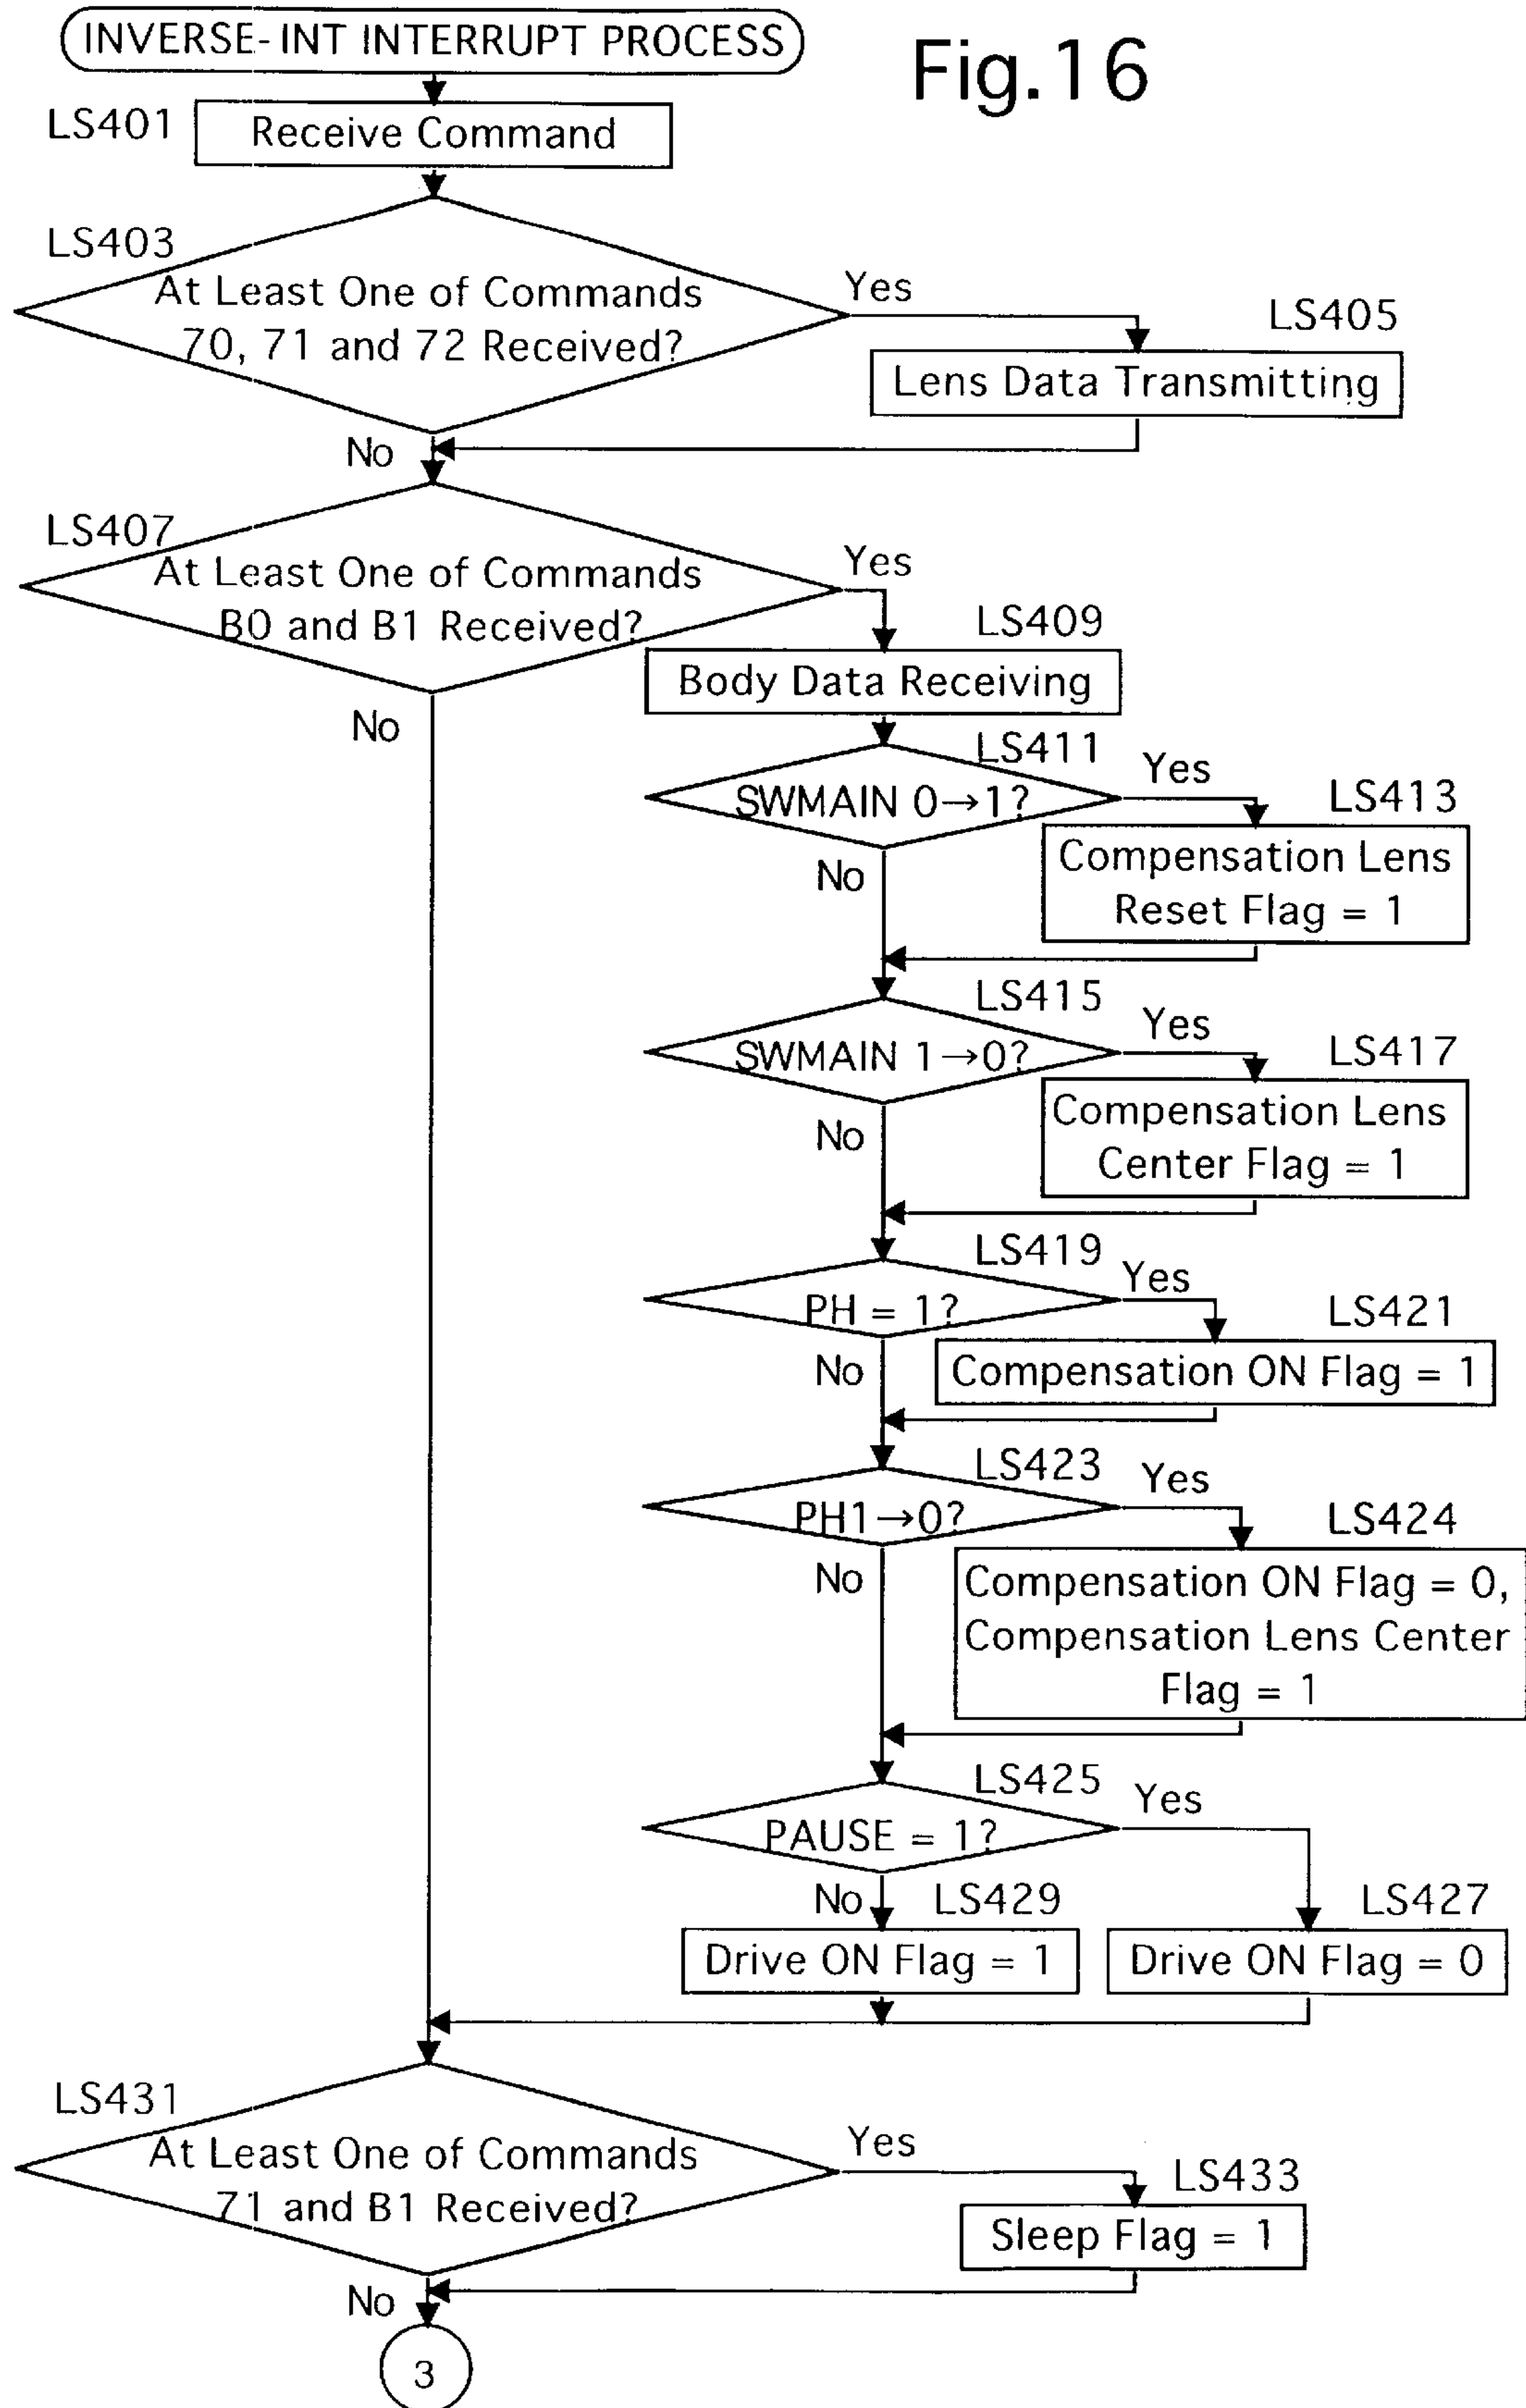 INVERSE-INT INTERRUPT PROCESS
Fig.16
LS401
Receive Command
LS403
At Least One of Commands
70, 71 and 72 Received?
Yes
LS405
Lens Data Transmitting
No
LS407
At Least One of Commands
B0 and B1 Received?
Yes
LS409
Body Data Receiving
No
LS411
SWMAIN 0→1?
Yes
LS413
Compensation Lens
Reset Flag = 1
No
LS415
SWMAIN 1→0?
Yes
LS417
Compensation Lens
Center Flag = 1
No
LS419
PH = 1?
Yes
LS421
Compensation ON Flag = 1
No
LS423
PH1→0?
Yes
LS424
Compensation ON Flag = 0,
Compensation Lens Center
Flag = 1
No
LS425
PAUSE = 1?
Yes
No
LS429
Drive ON Flag = 1
LS427
Drive ON Flag = 0
LS431
At Least One of Commands
71 and B1 Received?
Yes
LS433
Sleep Flag = 1
No
3